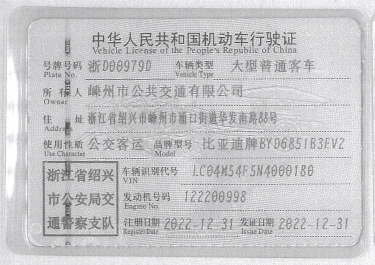 中华人民共和国机动车行驶证
Vehicle License of the People's Republic of China
号牌号码 浙D00979D 车辆类型 大型普通客车
Plate No. Vehicle Type
所有人 嵊州市公共交通有限公司
Owner
住址 浙江省绍兴市嵊州市浦口街道华发南路88号
Address
使用性质 公交客运 品牌型号 比亚迪牌BYD6851B3EV2
Use Character Model
浙江省绍兴
市公安局交
通警察支队
车辆识别代号 LC04M54F5N4000180
VIN
发动机号码 122200998
Engine No.
注册日期 2022-12-31 发证日期 2022-12-31
Register Date Issue Date